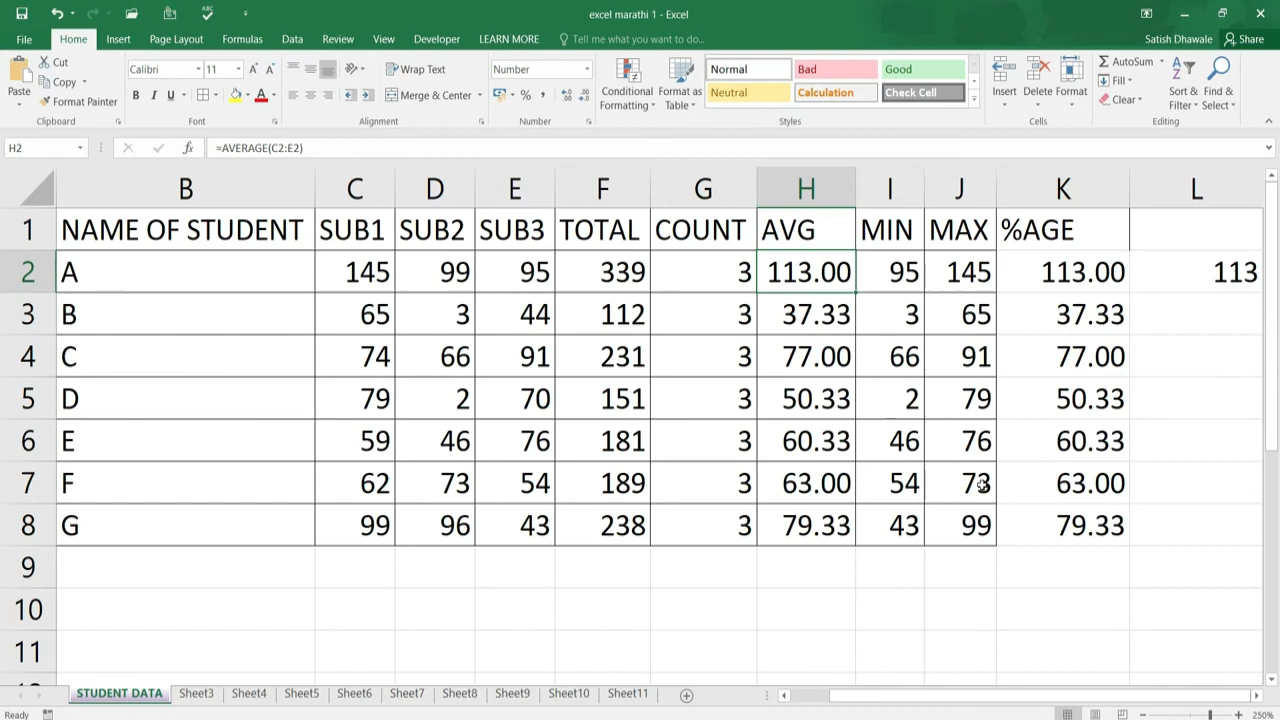 excel marathi 1 - Excel
File Home Insert Page Layout Formulas Data Review View Developer LEARN MORE Tell me what you want to do... Satish Dhawale Share
Paste Cut Copy Format Painter
Calibri 11
B I U A
Wrap Text
Merge & Center
Number
Conditional Formatting Format as Table
Normal Bad Good
Neutral Calculation Check Cell
Insert Delete Format
AutoSum
Fill
Clear
Sort & Filter Find & Select
Clipboard Font Alignment Number Styles Cells Editing
H2 fx =AVERAGE(C2:E2)
B C D E F G H I J K L
1 NAME OF STUDENT SUB1 SUB2 SUB3 TOTAL COUNT AVG MIN MAX %AGE
2 A 145 99 95 339 3 113.00 95 145 113.00 113
3 B 65 3 44 112 3 37.33 3 65 37.33
4 C 74 66 91 231 3 77.00 66 91 77.00
5 D 79 2 70 151 3 50.33 2 79 50.33
6 E 59 46 76 181 3 60.33 46 76 60.33
7 F 62 73 54 189 3 63.00 54 73 63.00
8 G 99 96 43 238 3 79.33 43 99 79.33
9
10
11
STUDENT DATA Sheet3 Sheet4 Sheet5 Sheet6 Sheet7 Sheet8 Sheet9 Sheet10 Sheet11
Ready 250%